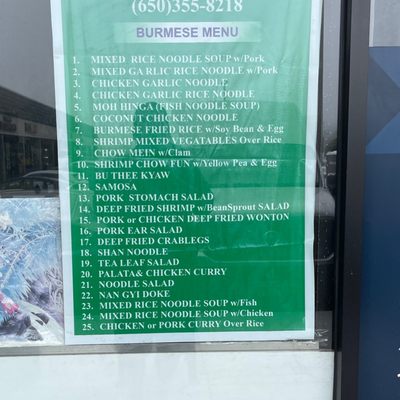 (650)355-8218
BURMESE MENU
1. MIXED RICE NOODLE SOUP w/Pork
2. MIXED GARLIC RICE NOODLE w/Pork
3. CHICKEN GARLIC NOODLE
4. CHICKEN GARLIC RICE NOODLE
5. MOH HINGA (FISH NOODLE SOUP)
6. COCONUT CHICKEN NOODLE
7. BURMESE FRIED RICE w/Soy Bean & Egg
8. SHRIMP MIXED VEGATABLES Over Rice
9. CHOW MEIN w/Clam
10. SHRIMP CHOW FUN w/Yellow Pea & Egg
11. BU THEE KYAW
12. SAMOSA
13. PORK STOMACH SALAD
14. DEEP FRIED SHRIMP w/BeanSprout SALAD
15. PORK or CHICKEN DEEP FRIED WONTON
16. PORK EAR SALAD
17. DEEP FRIED CRABLEGS
18. SHAN NOODLE
19. TEA LEAF SALAD
20. PALATA& CHICKEN CURRY
21. NOODLE SALAD
22. NAN GYI DOKE
23. MIXED RICE NOODLE SOUP w/Fish
24. MIXED RICE NOODLE SOUP w/Chicken
25. CHICKEN or PORK CURRY Over Rice